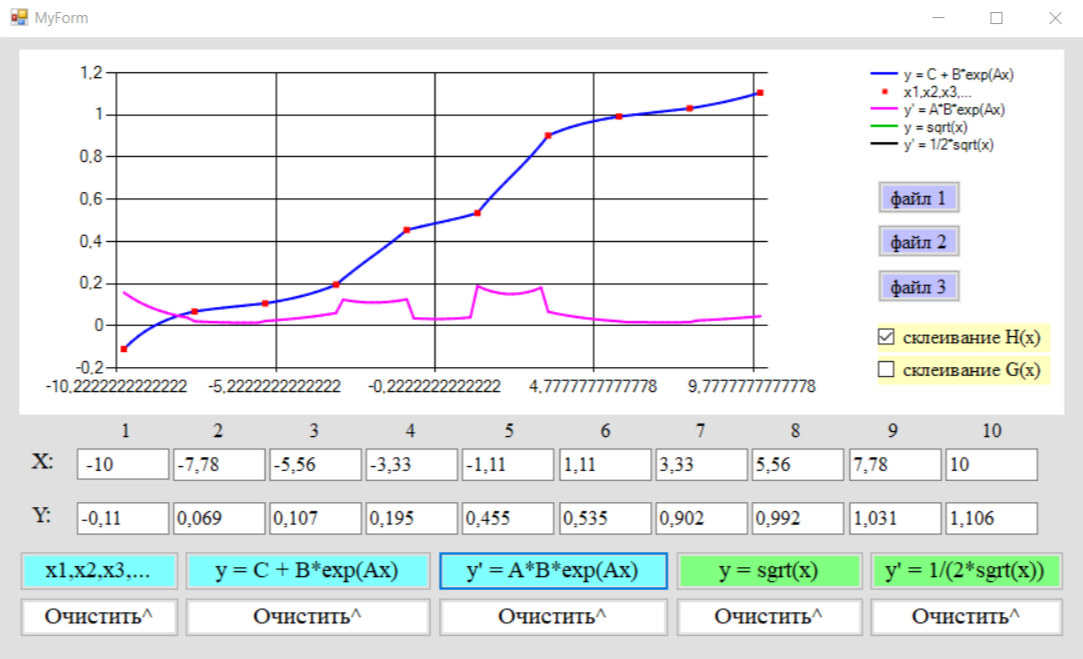 MyForm
1,2
1
0,8
0,6
0,4
0,2
0
-0,2
-10,2222222222222 -5,2222222222222 -0,222222222222 4,7777777777778 9,7777777777778
y = C + B*exp(Ax)
x1,x2,x3,...
y' = A*B*exp(Ax)
y = sqrt(x)
y' = 1/2*sqrt(x)
файл 1
файл 2
файл 3
склеивание H(x)
склеивание G(x)
1 2 3 4 5 6 7 8 9 10
X: -10 -7,78 -5,56 -3,33 -1,11 1,11 3,33 5,56 7,78 10
Y: -0,11 0,069 0,107 0,195 0,455 0,535 0,902 0,992 1,031 1,106
x1,x2,x3,... y = C + B*exp(Ax) y' = A*B*exp(Ax) y = sgrt(x) y' = 1/(2*sgrt(x))
Очистить^ Очистить^ Очистить^ Очистить^ Очистить^